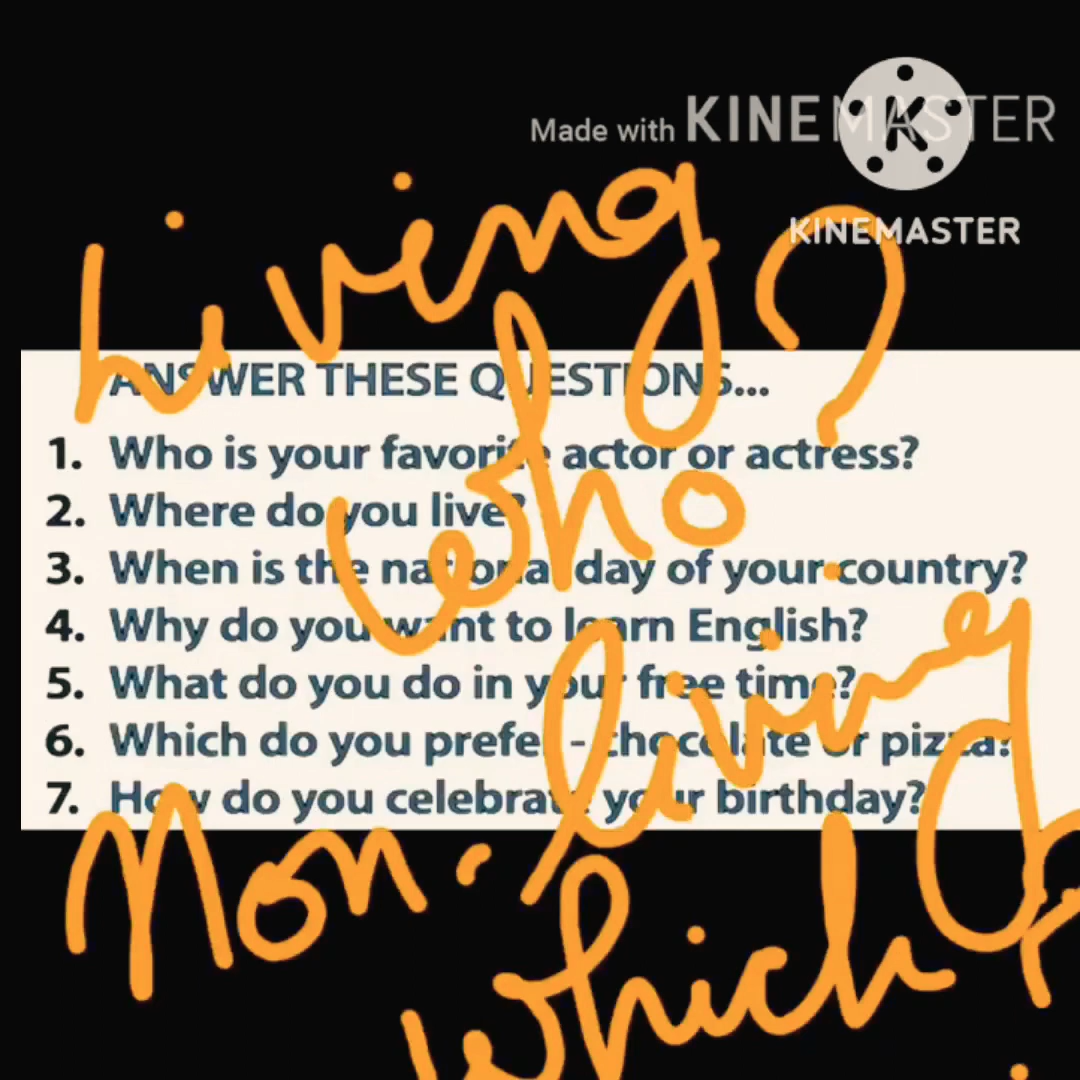 Made with KINEMASTER
KINEMASTER
Living ?
ANSWER THESE QUESTIONS...
Who
1. Who is your favorite actor or actress?
2. Where do you live?
3. When is the national day of your country?
4. Why do you want to learn English?
5. What do you do in your free time?
6. Which do you prefer - chocolate or pizza?
7. How do you celebrate your birthday?
Non-living ?
Which